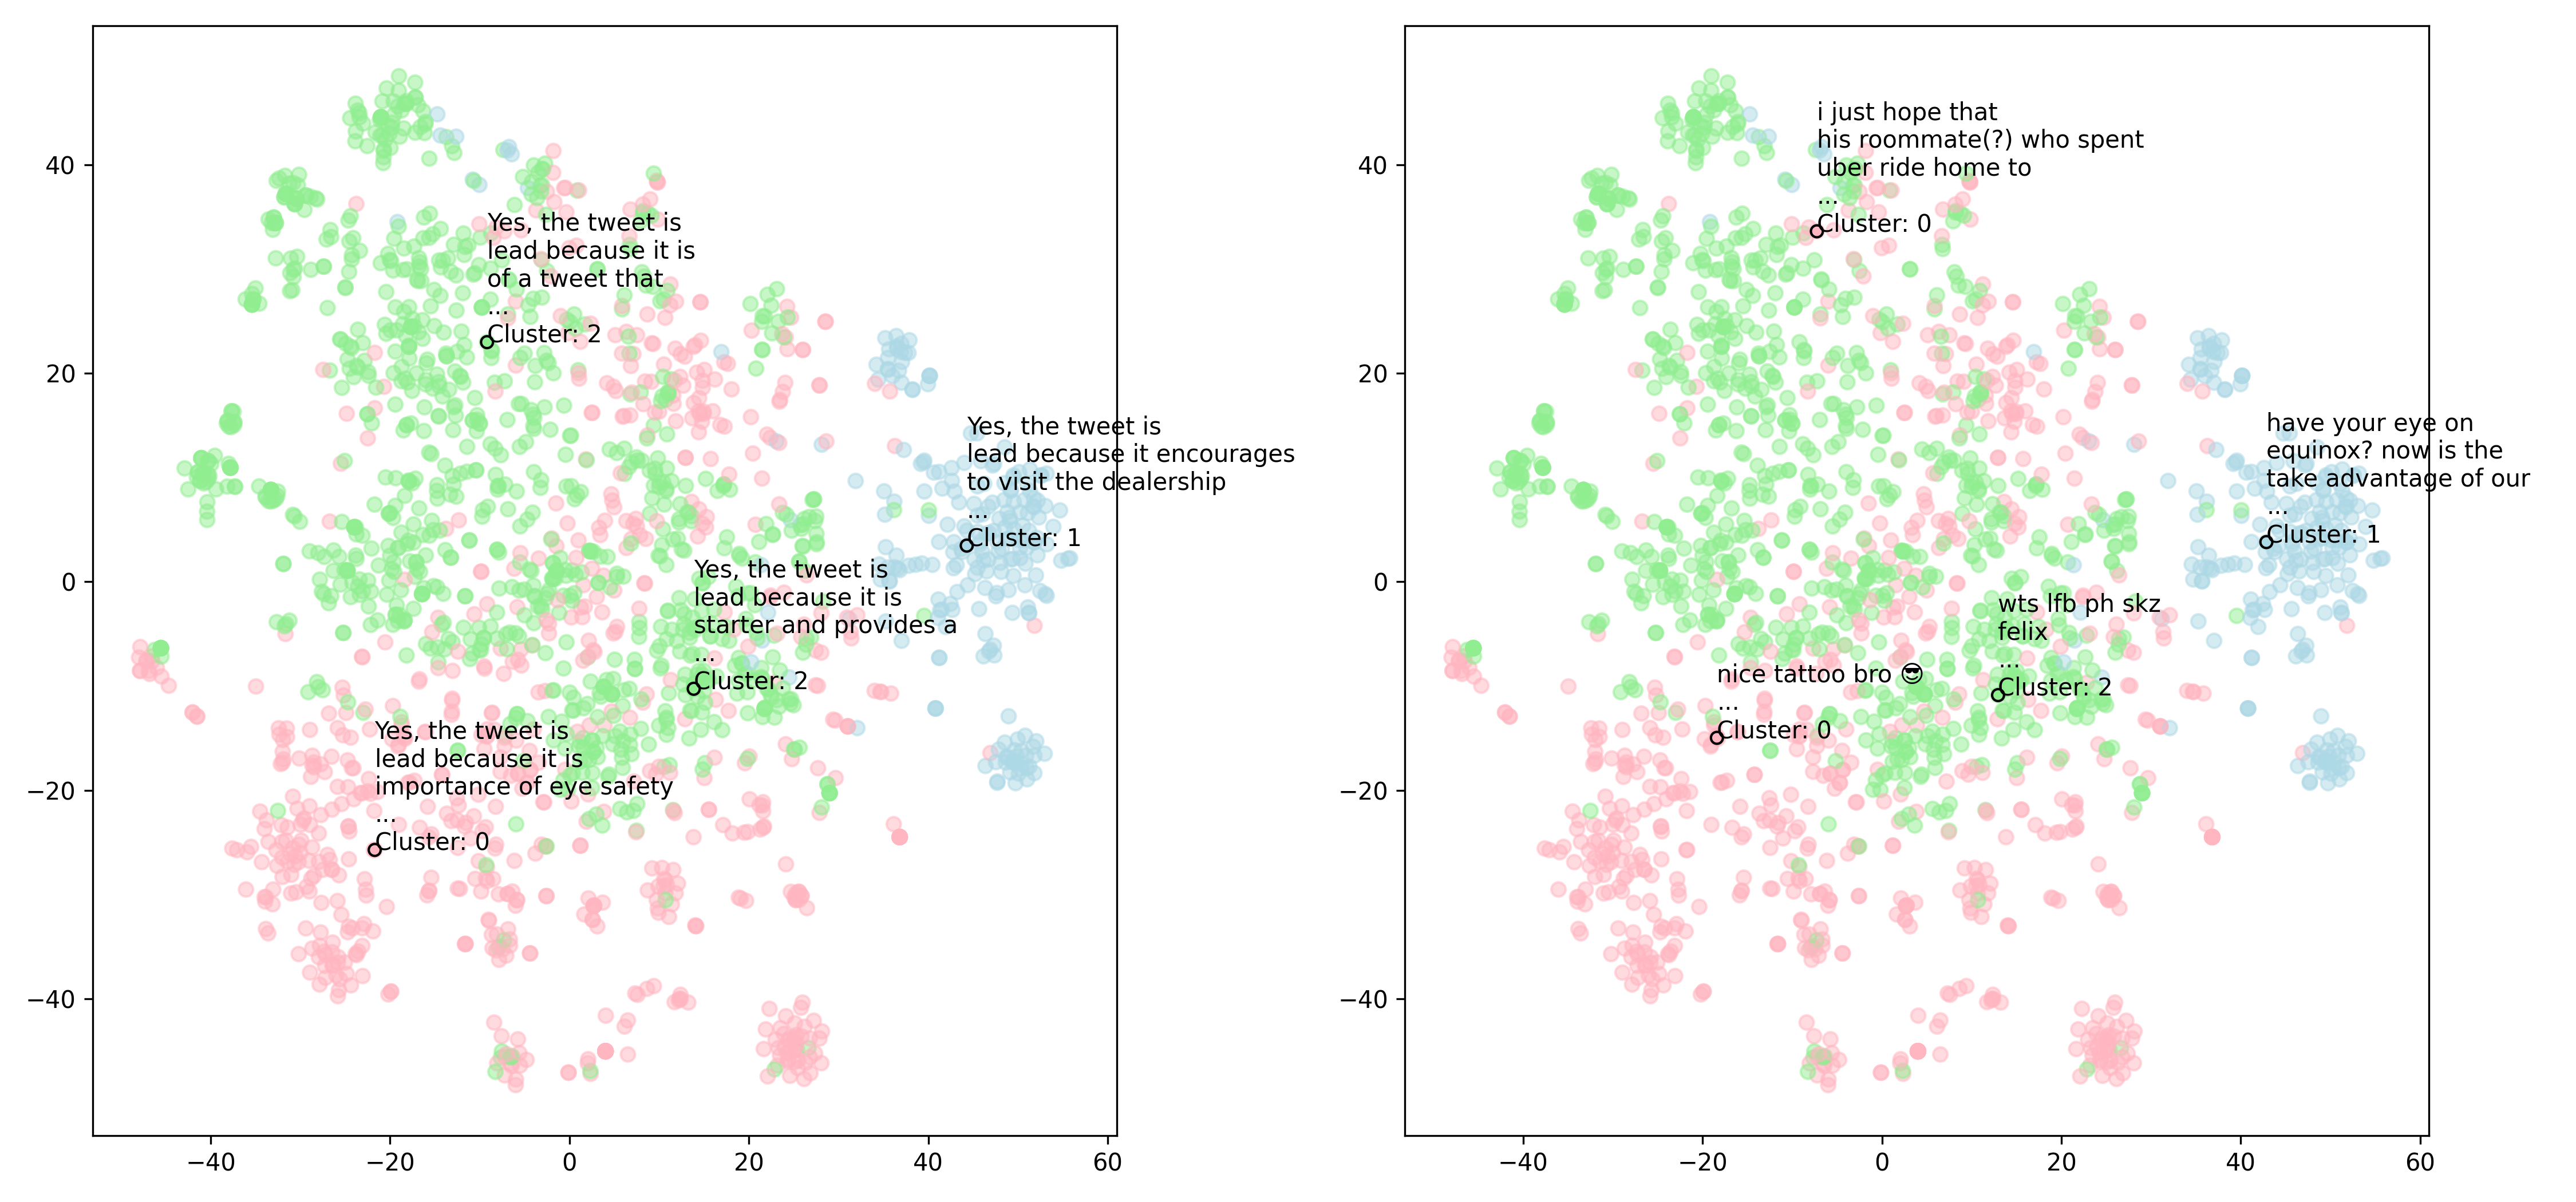 Yes, the tweet is
lead because it is
of a tweet that
...
Cluster: 2
Yes, the tweet is
lead because it encourages
to visit the dealership
...
Cluster: 1
Yes, the tweet is
lead because it is
starter and provides a
...
Cluster: 2
Yes, the tweet is
lead because it is
importance of eye safety
...
Cluster: 0
40
20
0
−20
−40
−40 −20 0 20 40 60
i just hope that
his roommate(?) who spent
uber ride home to
...
Cluster: 0
have your eye on
equinox? now is the
take advantage of our
...
Cluster: 1
wts lfb ph skz
felix
...
Cluster: 2
nice tattoo bro 😎
...
Cluster: 0
40
20
0
−20
−40
−40 −20 0 20 40 60